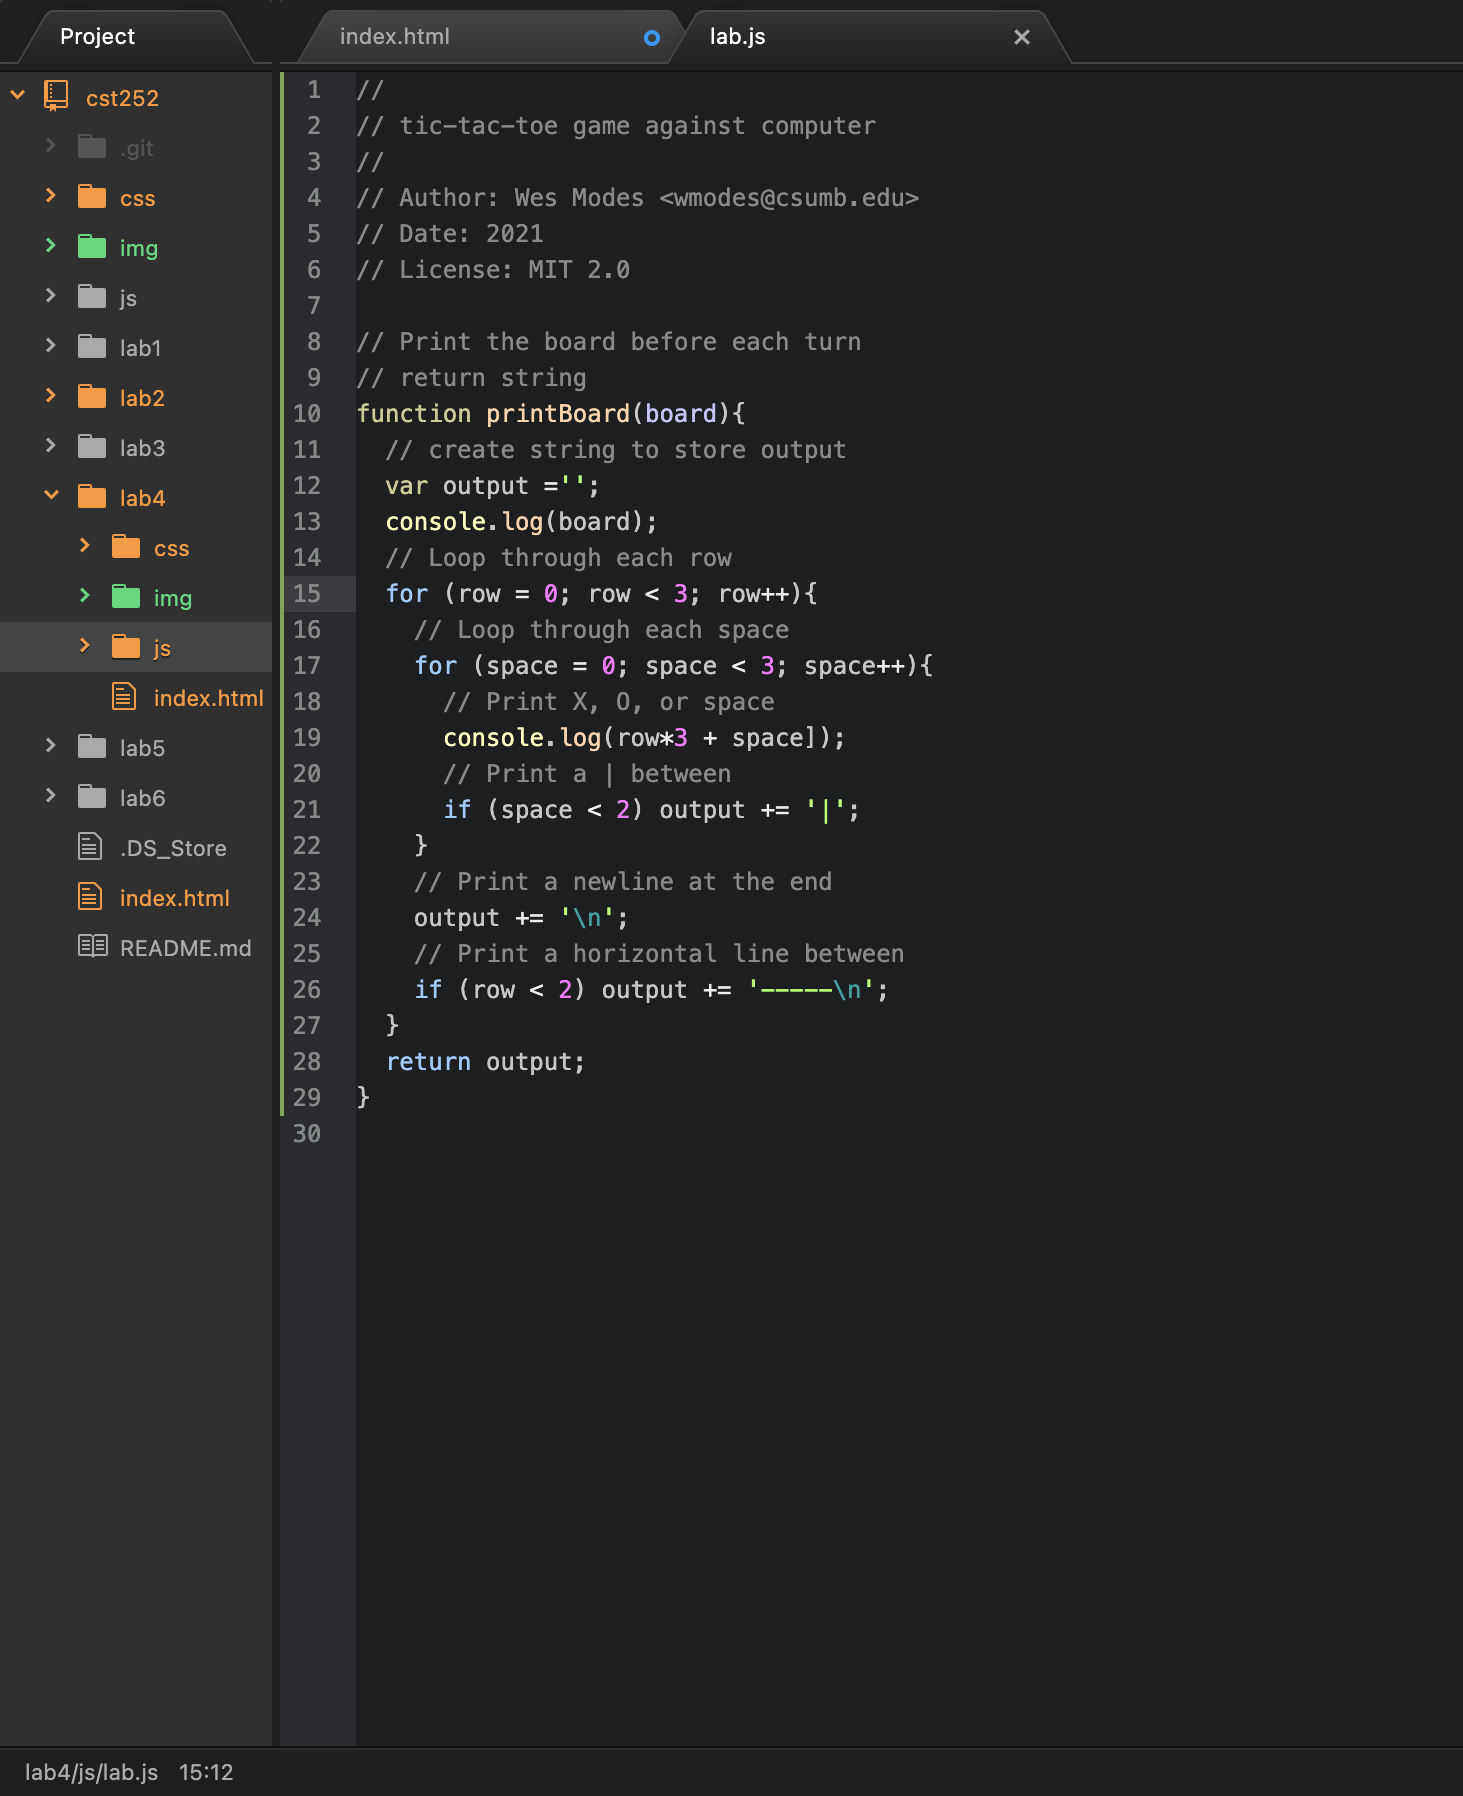 Project
index.html
lab.js
cst252
.git
css
img
js
lab1
lab2
lab3
lab4
css
img
js
index.html
lab5
lab6
.DS_Store
index.html
README.md
1 //
2 // tic-tac-toe game against computer
3 //
4 // Author: Wes Modes <wmodes@csumb.edu>
5 // Date: 2021
6 // License: MIT 2.0
7
8 // Print the board before each turn
9 // return string
10 function printBoard(board){
11   // create string to store output
12   var output ='';
13   console.log(board);
14   // Loop through each row
15   for (row = 0; row < 3; row++){
16     // Loop through each space
17     for (space = 0; space < 3; space++){
18       // Print X, O, or space
19       console.log(row*3 + space]);
20       // Print a | between
21       if (space < 2) output += '|';
22     }
23     // Print a newline at the end
24     output += '\n';
25     // Print a horizontal line between
26     if (row < 2) output += '-----\n';
27   }
28   return output;
29 }
30
lab4/js/lab.js 15:12